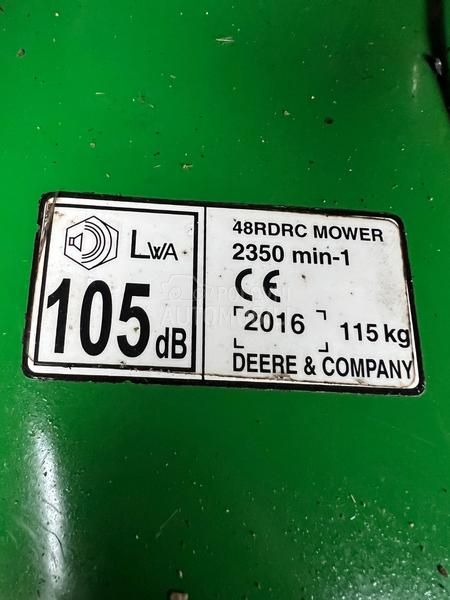 LWA
105 dB
48RDRC MOWER
2350 min-1
CE
2016 115 kg
DEERE & COMPANY